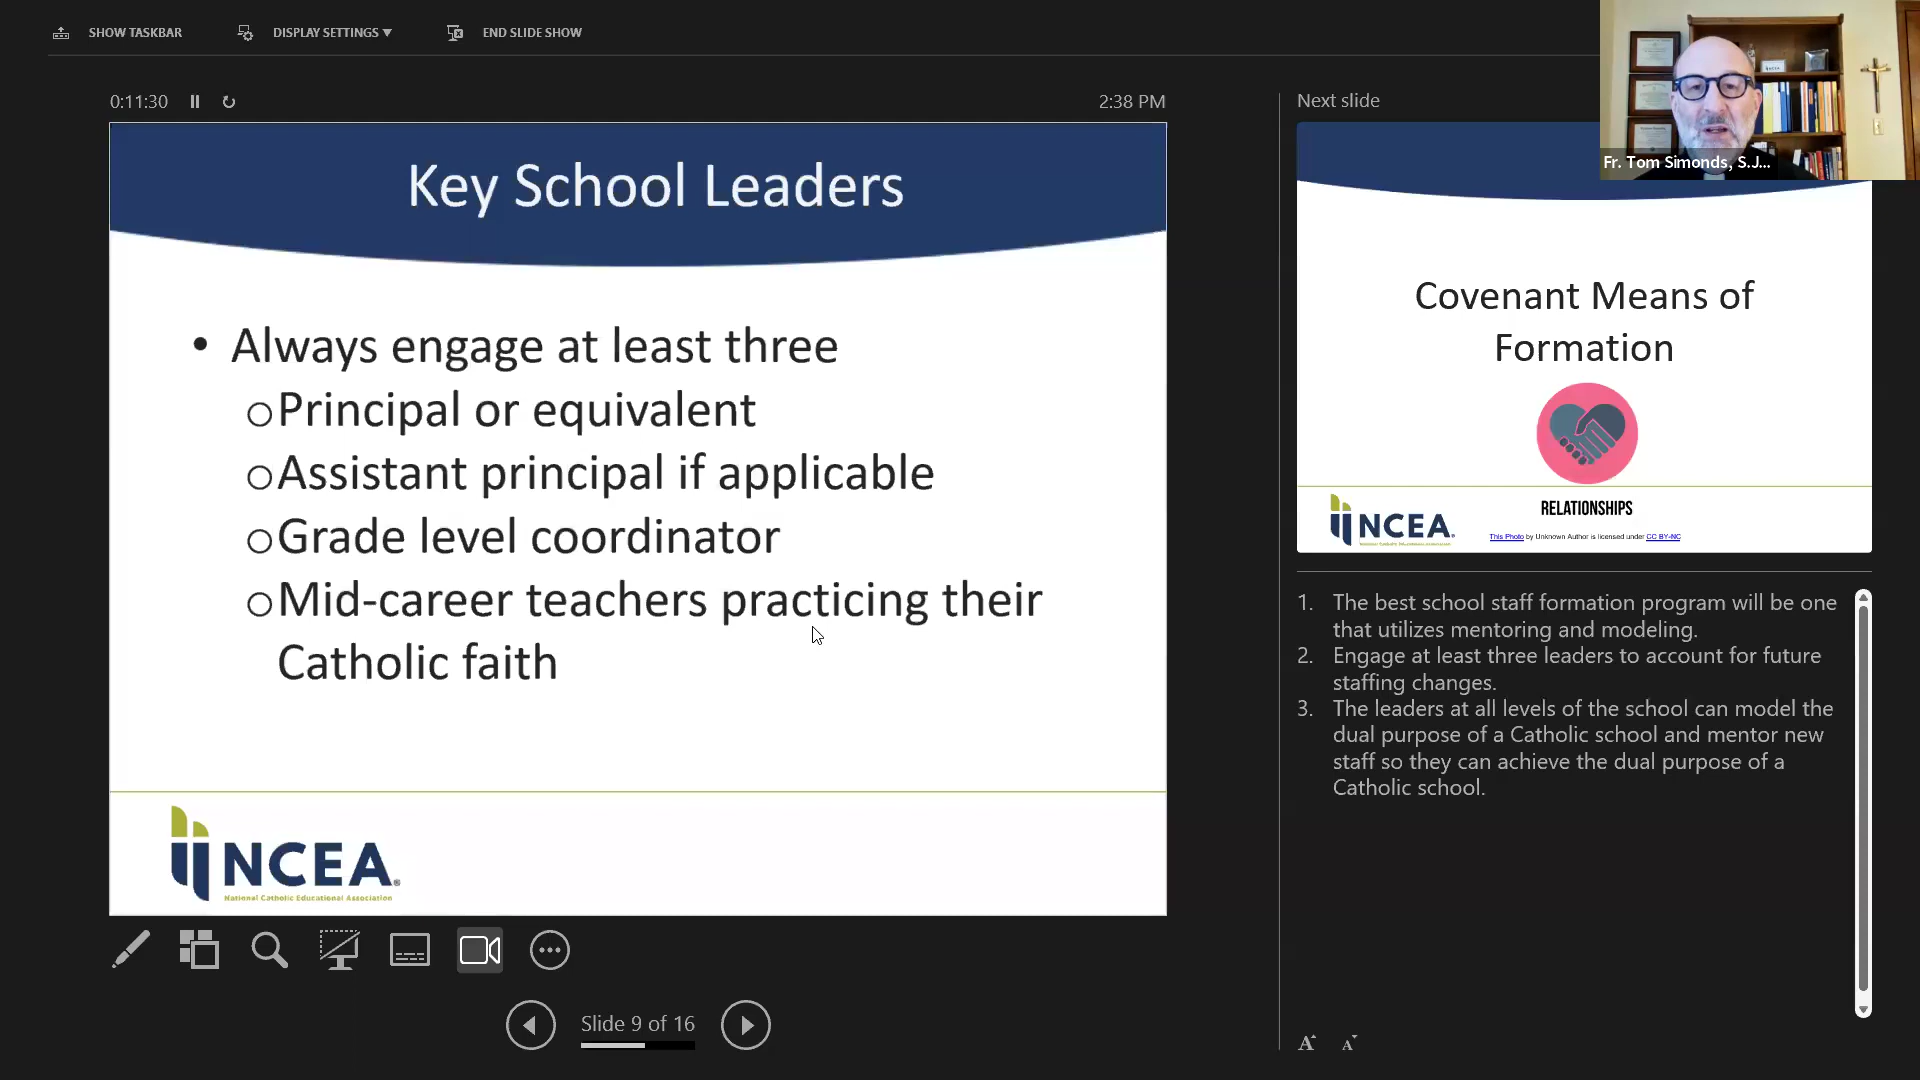 SHOW TASKBAR
DISPLAY SETTINGS ▼
END SLIDE SHOW
0:11:30
2:38 PM
Key School Leaders
• Always engage at least three
o Principal or equivalent
o Assistant principal if applicable
o Grade level coordinator
o Mid-career teachers practicing their
Catholic faith
NCEA®
National Catholic Educational Association
Slide 9 of 16
Next slide
Fr. Tom Simonds, S.J...
Covenant Means of
Formation
RELATIONSHIPS
NCEA
This Photo by Unknown Author is licensed under CC BY-NC
1. The best school staff formation program will be one
that utilizes mentoring and modeling.
2. Engage at least three leaders to account for future
staffing changes.
3. The leaders at all levels of the school can model the
dual purpose of a Catholic school and mentor new
staff so they can achieve the dual purpose of a
Catholic school.
A A